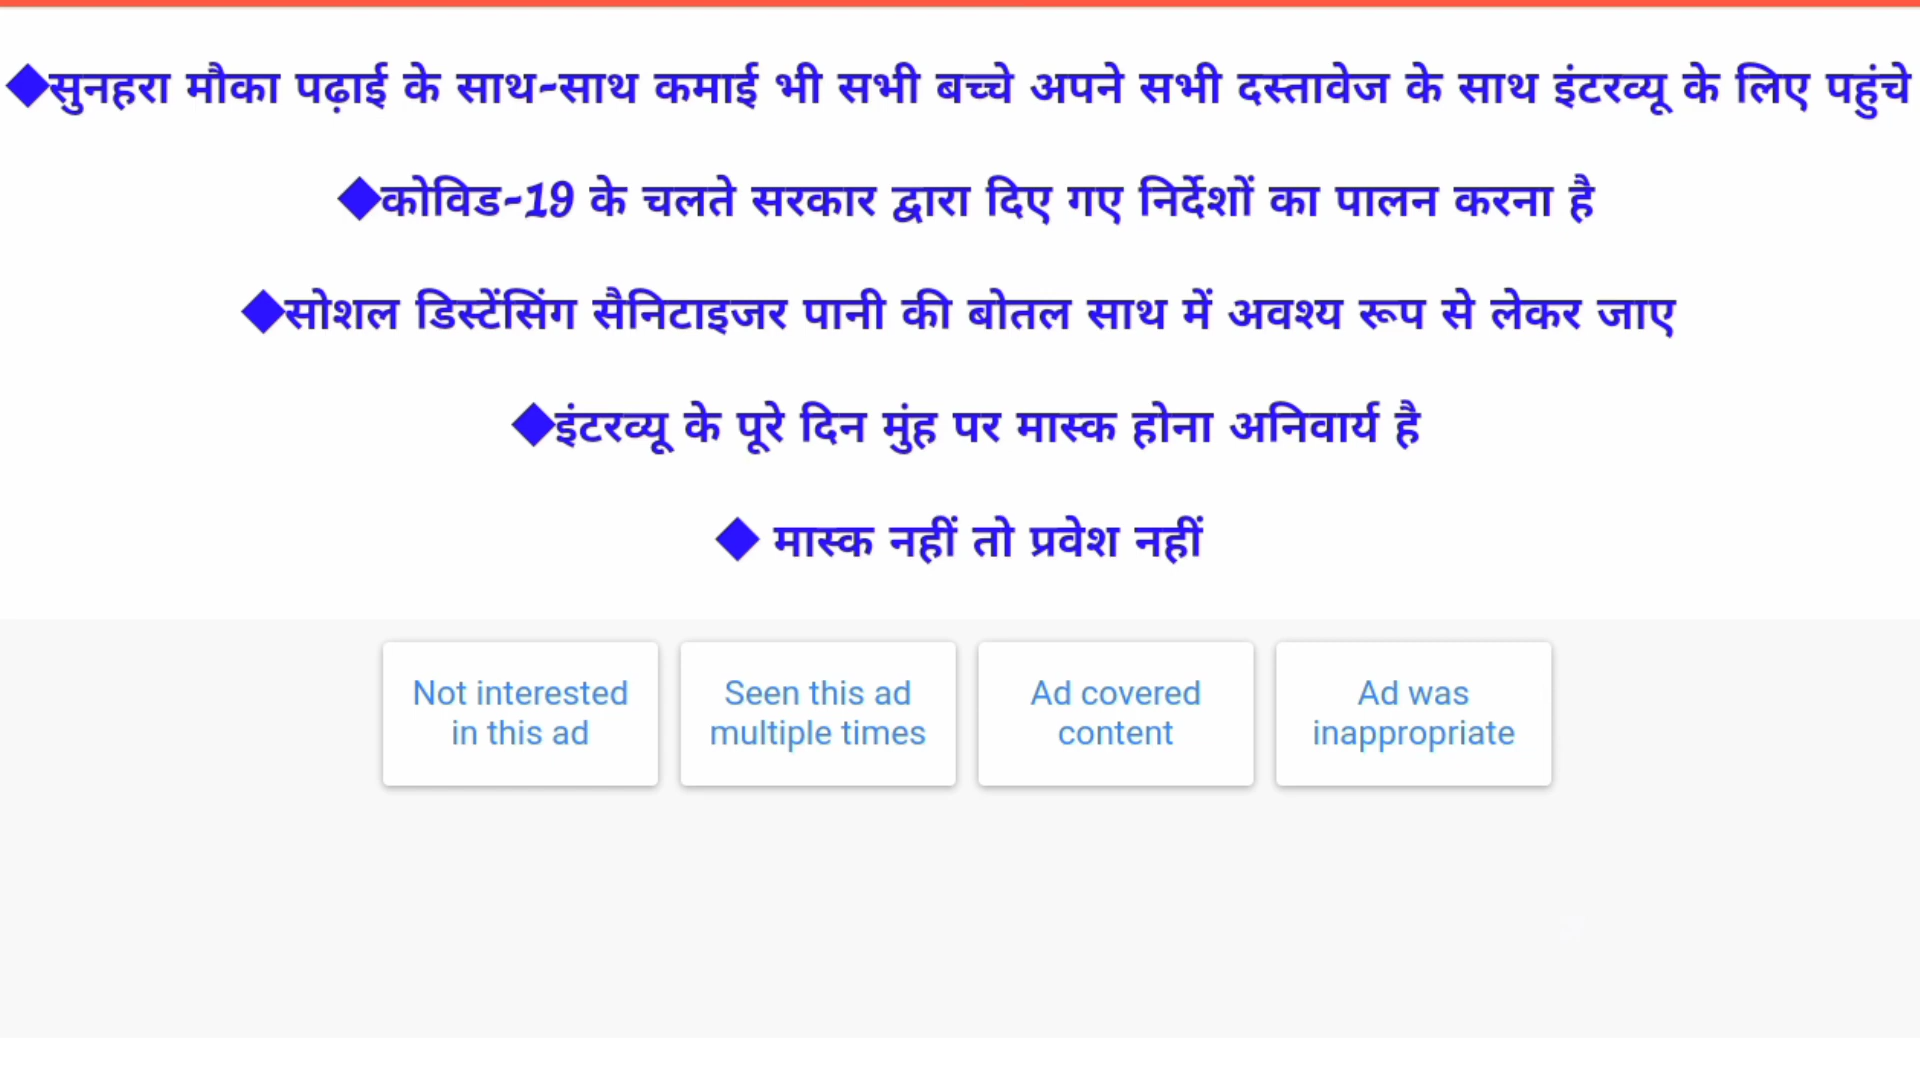 ◆सुनहरा मौका पढ़ाई के साथ-साथ कमाई भी सभी बच्चे अपने सभी दस्तावेज के साथ इंटरव्यू के लिए पहुंचे
◆कोविड-19 के चलते सरकार द्वारा दिए गए निर्देशों का पालन करना है
◆सोशल डिस्टेंसिंग सैनिटाइजर पानी की बोतल साथ में अवश्य रूप से लेकर जाए
◆इंटरव्यू के पूरे दिन मुंह पर मास्क होना अनिवार्य है
◆ मास्क नहीं तो प्रवेश नहीं
Not interested
in this ad
Seen this ad
multiple times
Ad covered
content
Ad was
inappropriate